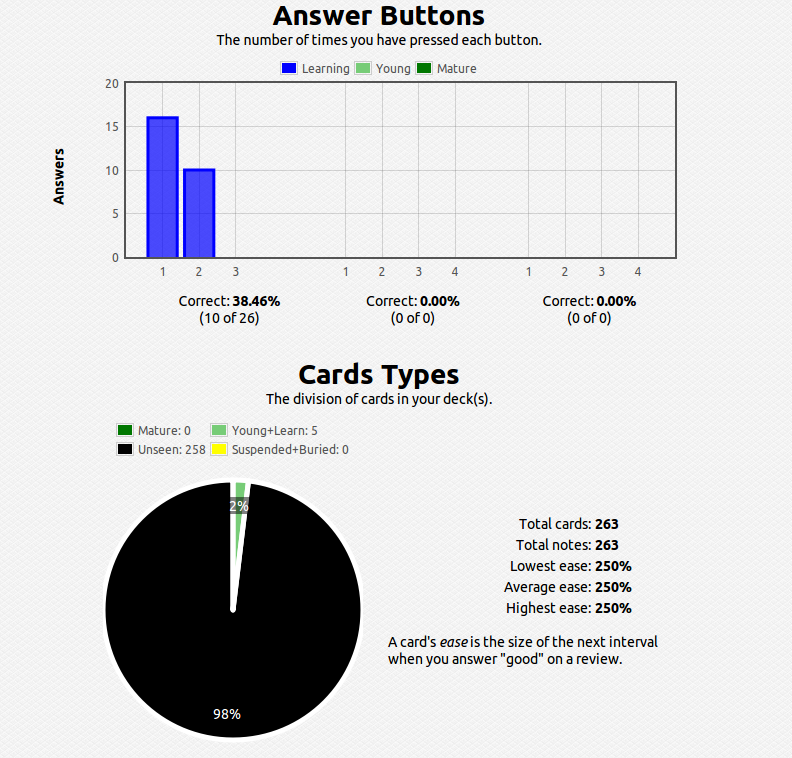 Answer Buttons
The number of times you have pressed each button.
Learning Young Mature
20
15
10
5
0
Answers
1 2 3 1 2 3 4 1 2 3 4
Correct: 38.46% Correct: 0.00% Correct: 0.00%
(10 of 26) (0 of 0) (0 of 0)
Cards Types
The division of cards in your deck(s).
Mature: 0 Young+Learn: 5
Unseen: 258 Suspended+Buried: 0
2%
98%
Total cards: 263
Total notes: 263
Lowest ease: 250%
Average ease: 250%
Highest ease: 250%
A card's ease is the size of the next interval
when you answer "good" on a review.